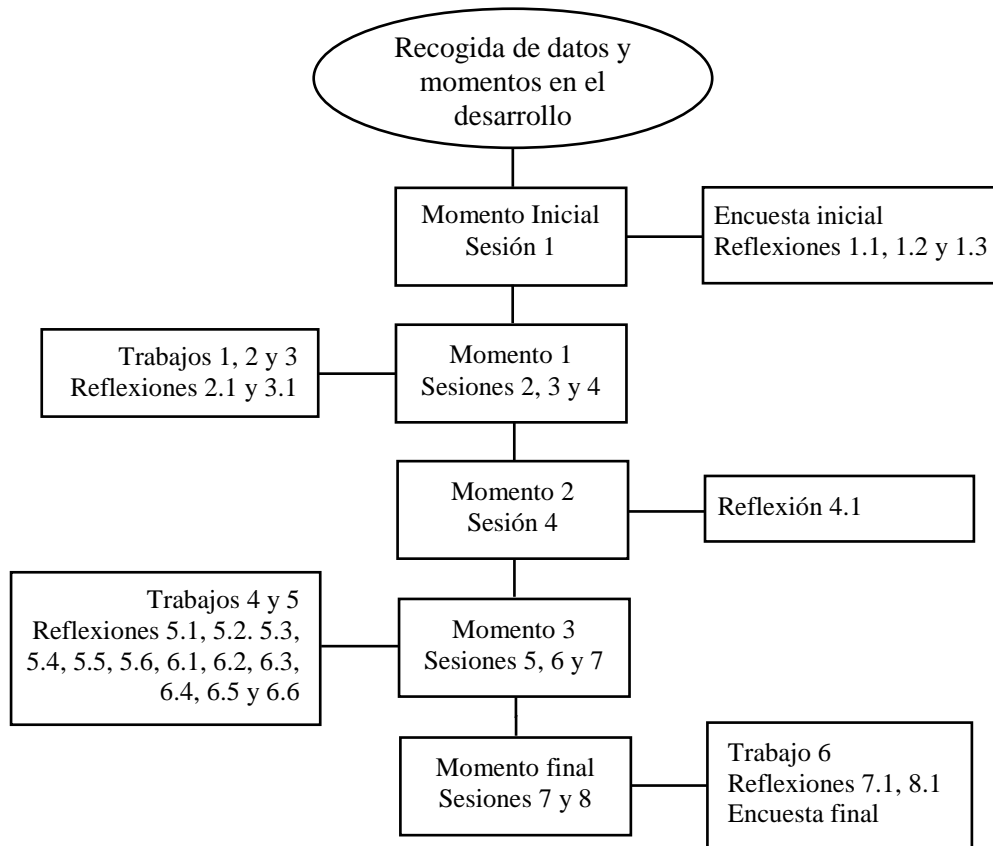 Recogida de datos y
momentos en el
desarrollo
Momento Inicial
Sesión 1
Encuesta inicial
Reflexiones 1.1, 1.2 y 1.3
Trabajos 1, 2 y 3
Reflexiones 2.1 y 3.1
Momento 1
Sesiones 2, 3 y 4
Momento 2
Sesión 4
Reflexión 4.1
Trabajos 4 y 5
Reflexiones 5.1, 5.2. 5.3,
5.4, 5.5, 5.6, 6.1, 6.2, 6.3,
6.4, 6.5 y 6.6
Momento 3
Sesiones 5, 6 y 7
Momento final
Sesiones 7 y 8
Trabajo 6
Reflexiones 7.1, 8.1
Encuesta final